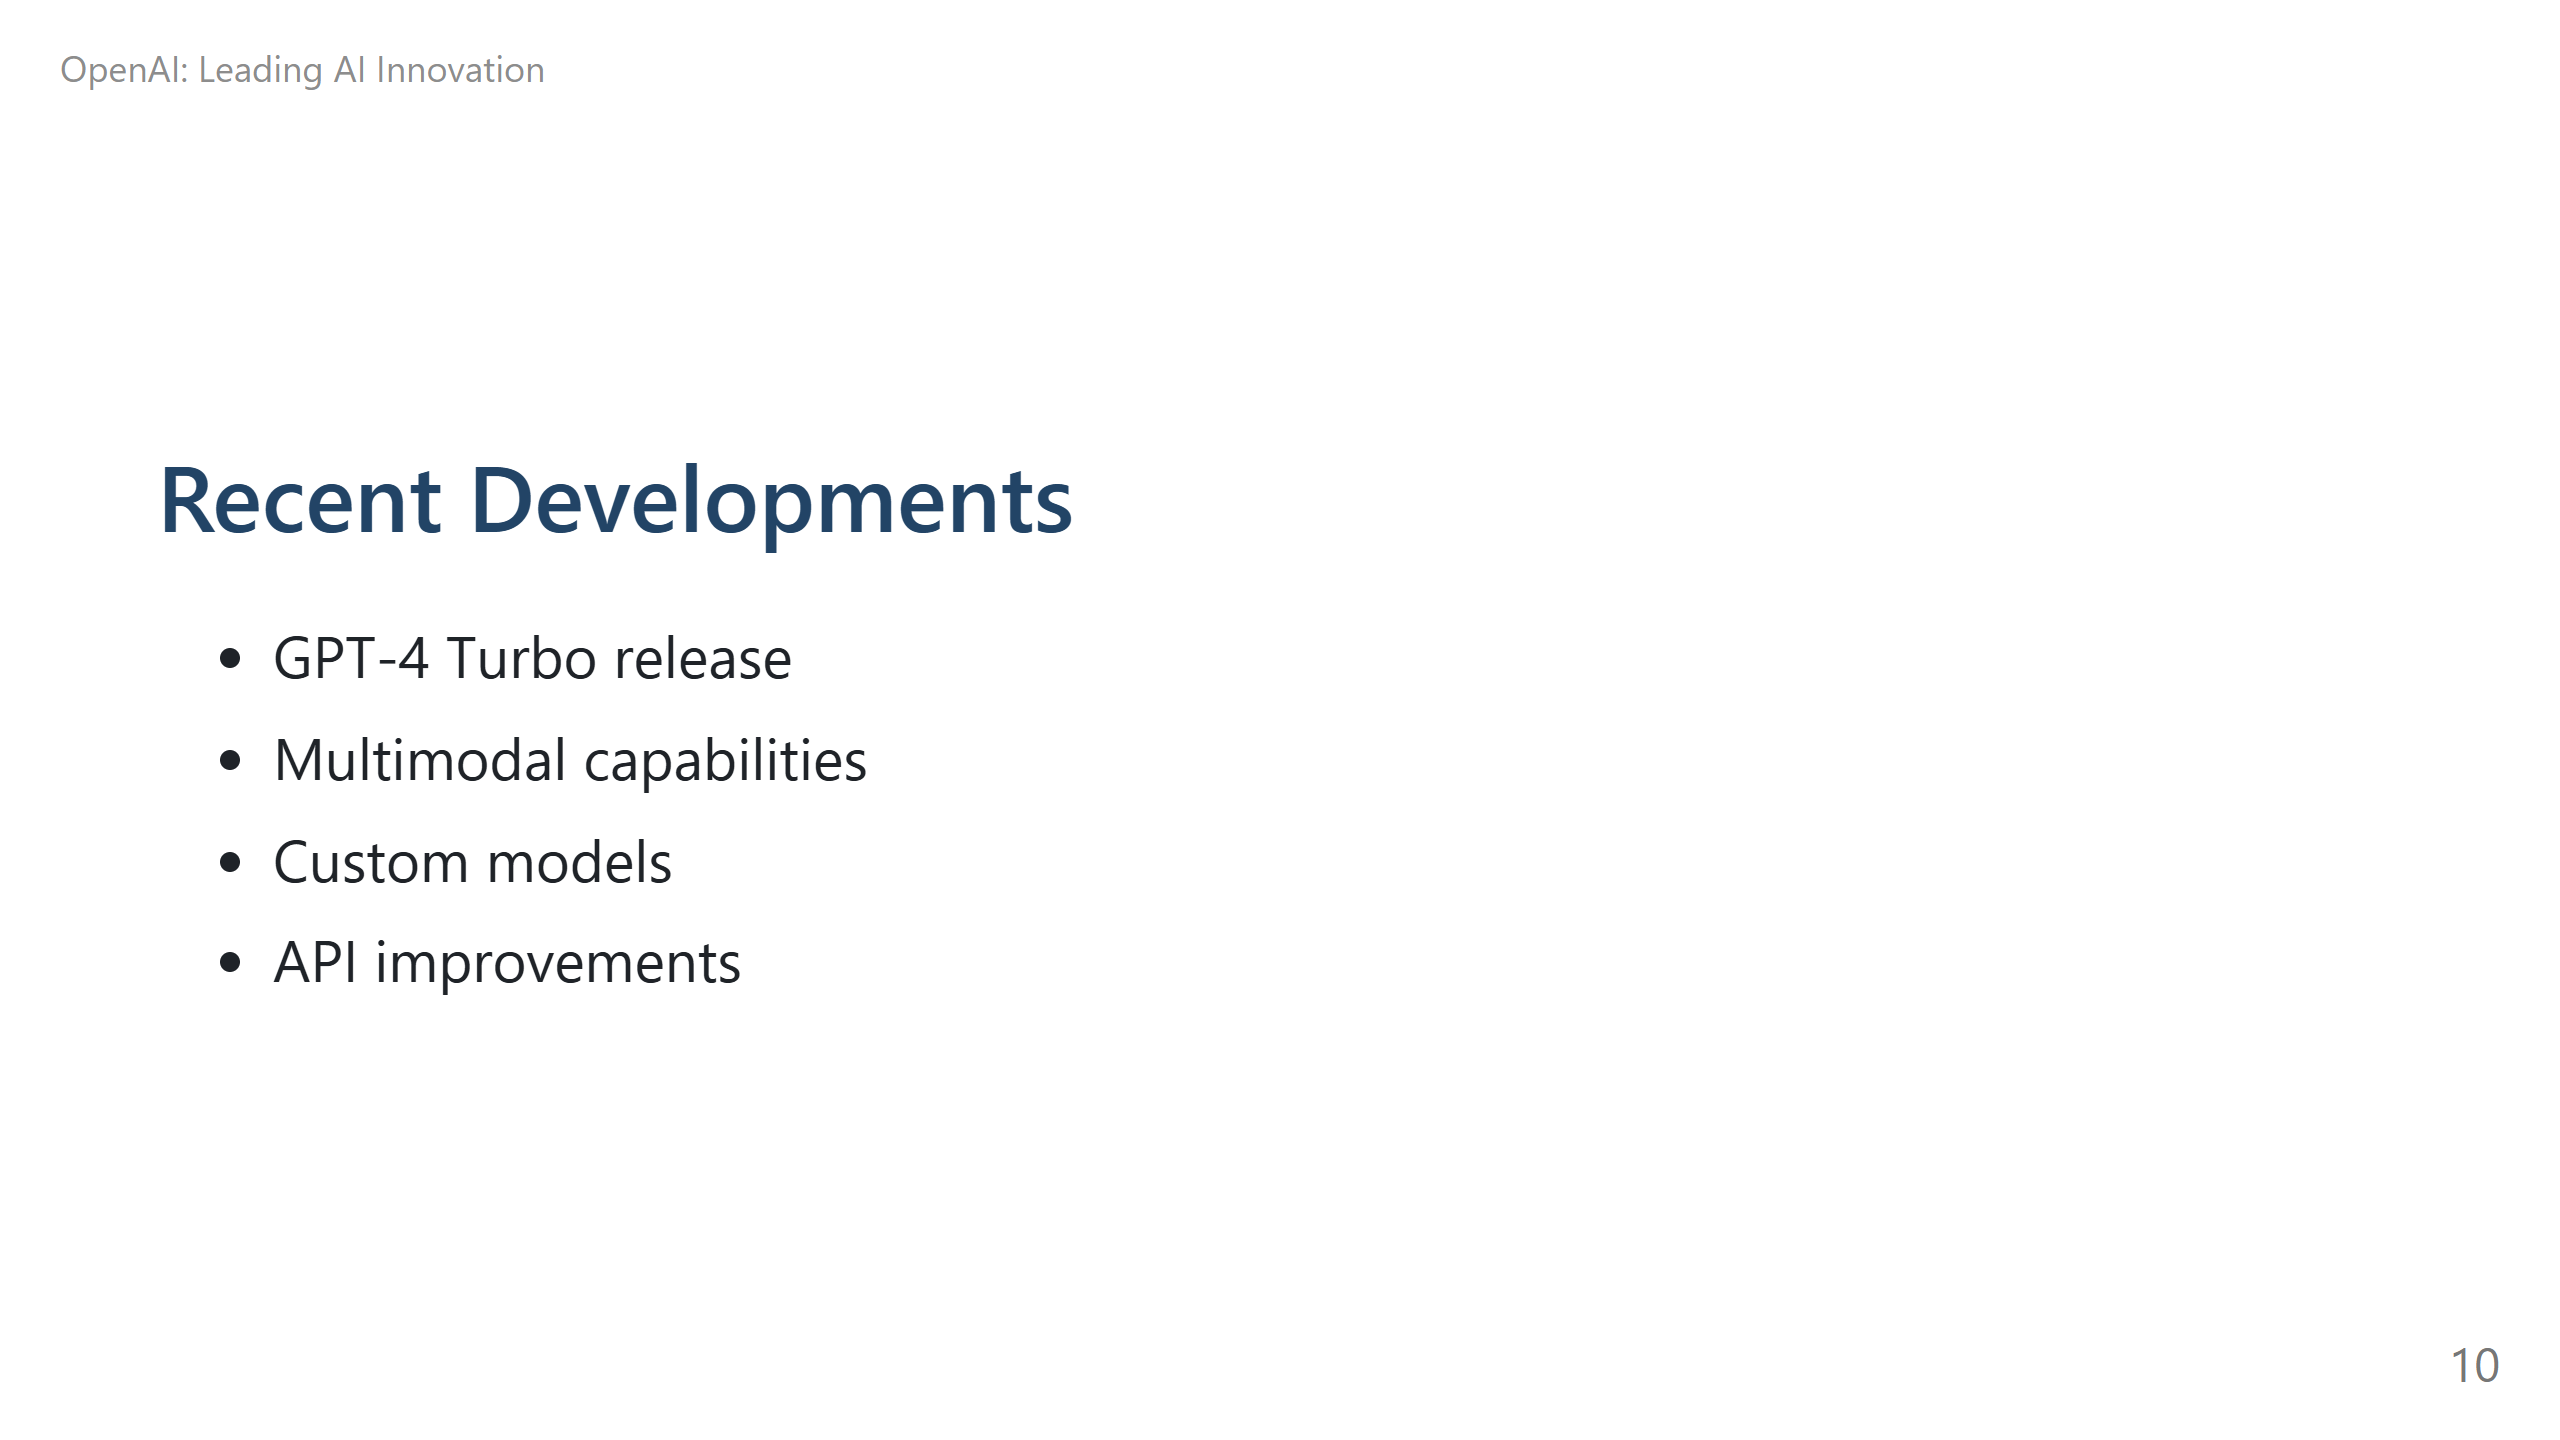 OpenAI: Leading AI Innovation
Recent Developments
• GPT-4 Turbo release
• Multimodal capabilities
• Custom models
• API improvements
10